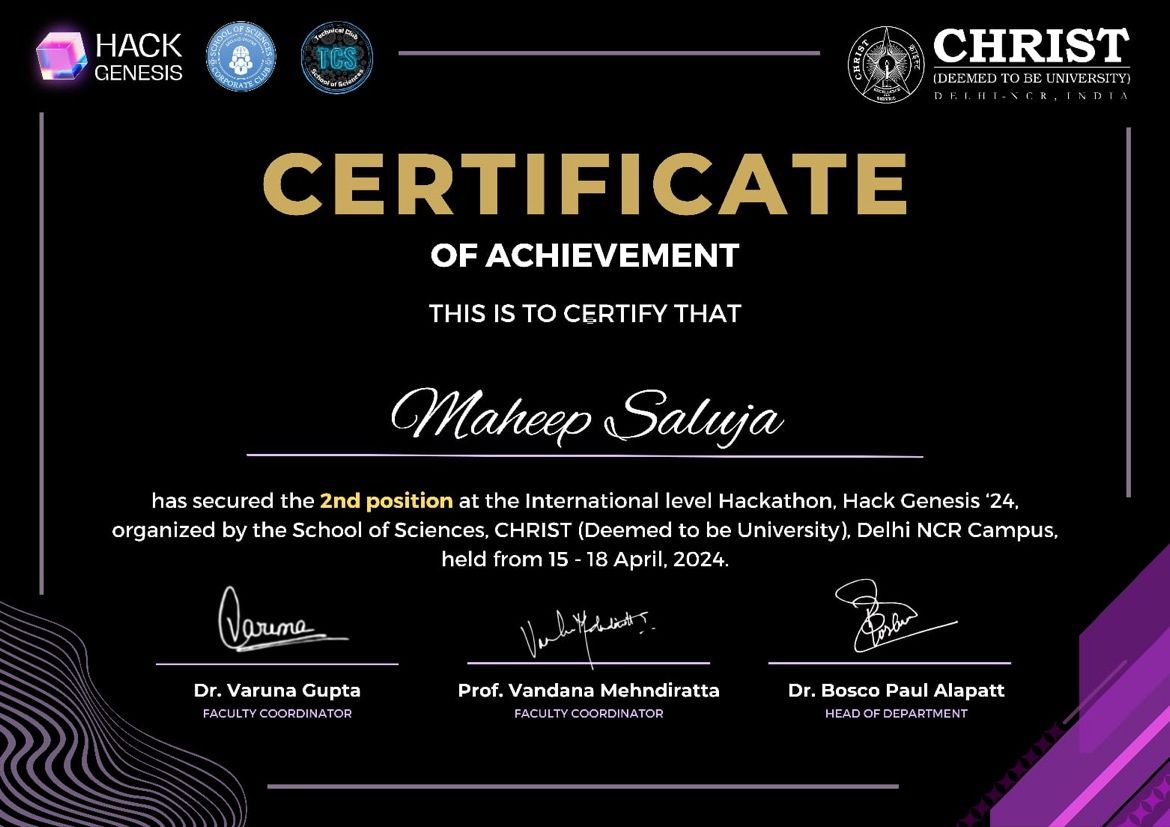 HACK
GENESIS
SCHOOL OF SCIENCES
CORPORATE CLUB
Technical Club
TCS
School of Sciences
CHRIST
EXCELLENCE
AND
SERVICE
CHRIST
(DEEMED TO BE UNIVERSITY)
DELHI-NCR, INDIA
CERTIFICATE
OF ACHIEVEMENT
THIS IS TO CERTIFY THAT
Maheep Saluja
has secured the 2nd position at the International level Hackathon, Hack Genesis ‘24,
organized by the School of Sciences, CHRIST (Deemed to be University), Delhi NCR Campus,
held from 15 - 18 April, 2024.
Varuna
Dr. Varuna Gupta
Prof. Vandana Mehndiratta
Dr. Bosco Paul Alapatt
FACULTY COORDINATOR
FACULTY COORDINATOR
HEAD OF DEPARTMENT